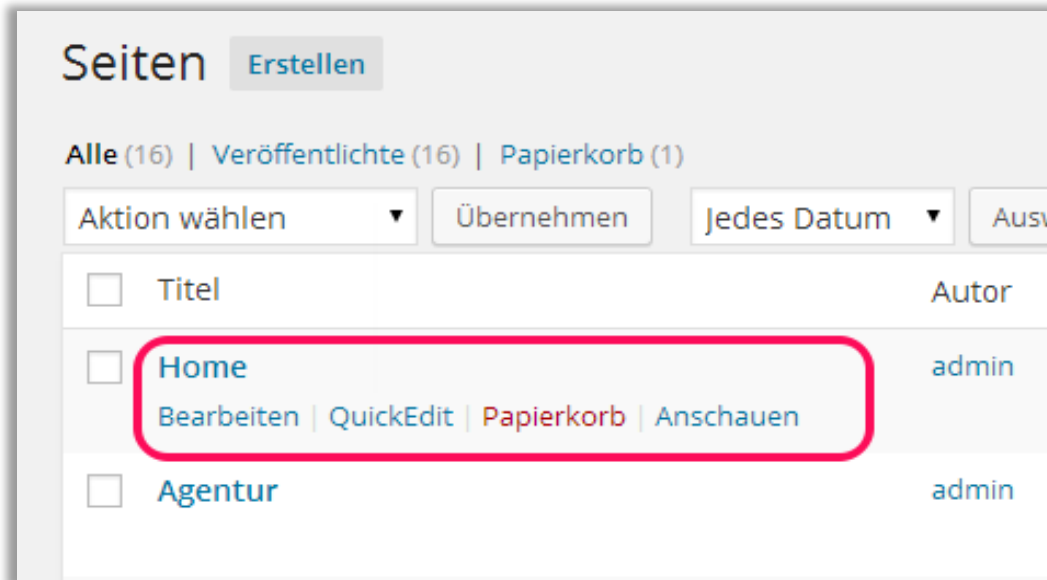 Seiten Erstellen
Alle (16) | Veröffentlichte (16) | Papierkorb (1)
Aktion wählen Übernehmen Jedes Datum
Titel Autor
Home admin
Bearbeiten | QuickEdit | Papierkorb | Anschauen
Agentur admin